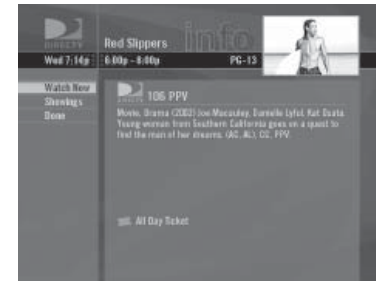 info
DIRECTV
Red Slippers
Wed 7:14p 6:00p - 8:00p PG-13
Watch Now
Showings
Done
DIRECTV 106 PPV
Movie, Drama (2002) Joe Macauley, Danielle Lyfol, Kat Data
Young woman from Southern California goes on a quest to
find the man of her dreams. (AC, AL), CC, PPV.
All Day Ticket